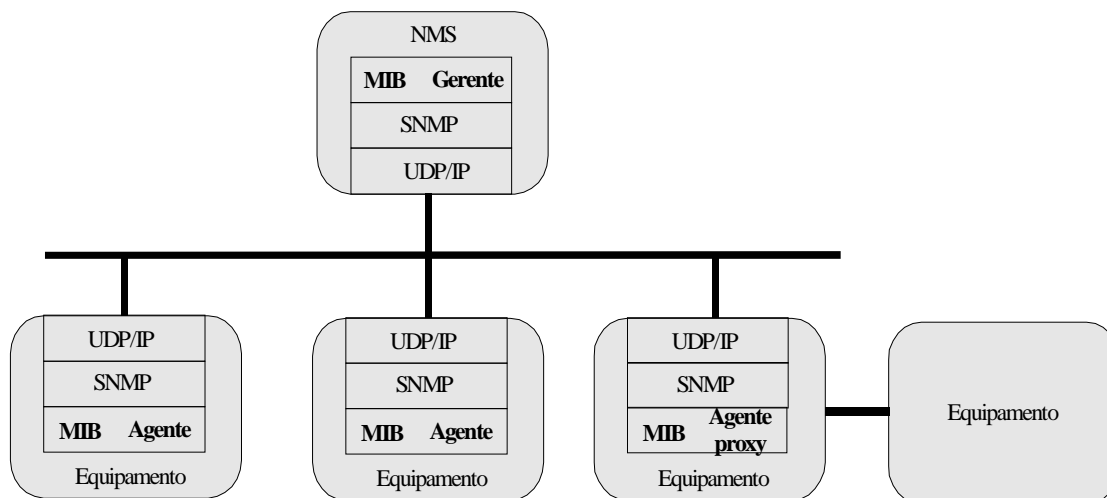 NMS
MIB Gerente
SNMP
UDP/IP
UDP/IP
SNMP
MIB Agente
Equipamento
UDP/IP
SNMP
MIB Agente
Equipamento
UDP/IP
SNMP
MIB Agente
proxy
Equipamento
Equipamento